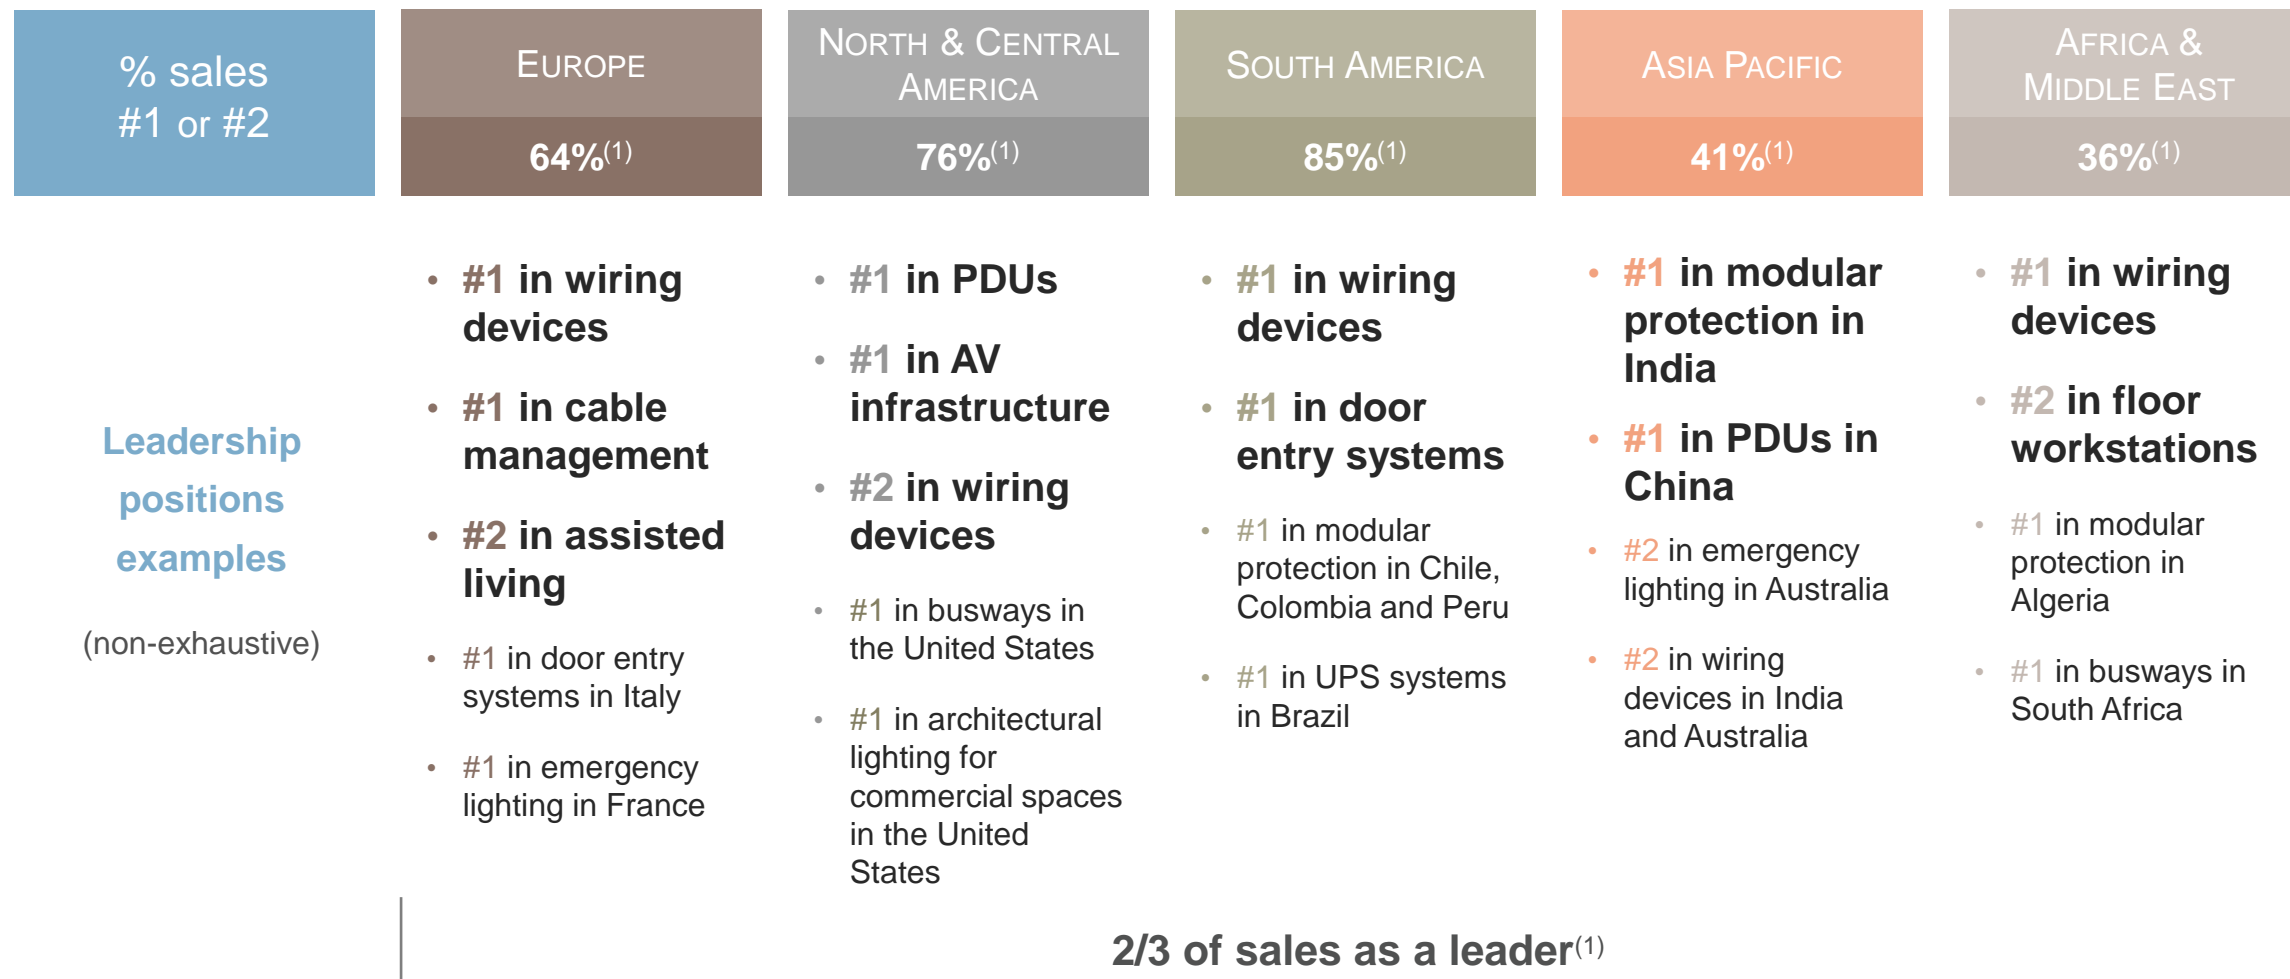 % sales
#1 or #2
EUROPE
64%(1)
NORTH & CENTRAL
AMERICA
76%(1)
SOUTH AMERICA
85%(1)
ASIA PACIFIC
41%(1)
AFRICA &
MIDDLE EAST
36%(1)
Leadership
positions
examples
(non-exhaustive)
• #1 in wiring
devices
• #1 in cable
management
• #2 in assisted
living
• #1 in door entry
systems in Italy
• #1 in emergency
lighting in France
• #1 in PDUs
• #1 in AV
infrastructure
• #2 in wiring
devices
• #1 in busways in
the United States
• #1 in architectural
lighting for
commercial spaces
in the United
States
• #1 in wiring
devices
• #1 in door
entry systems
• #1 in modular
protection in Chile,
Colombia and Peru
• #1 in UPS systems
in Brazil
• #1 in modular
protection in
India
• #1 in PDUs in
China
• #2 in emergency
lighting in Australia
• #2 in wiring
devices in India
and Australia
• #1 in wiring
devices
• #2 in floor
workstations
• #1 in modular
protection in
Algeria
• #1 in busways in
South Africa
2/3 of sales as a leader(1)